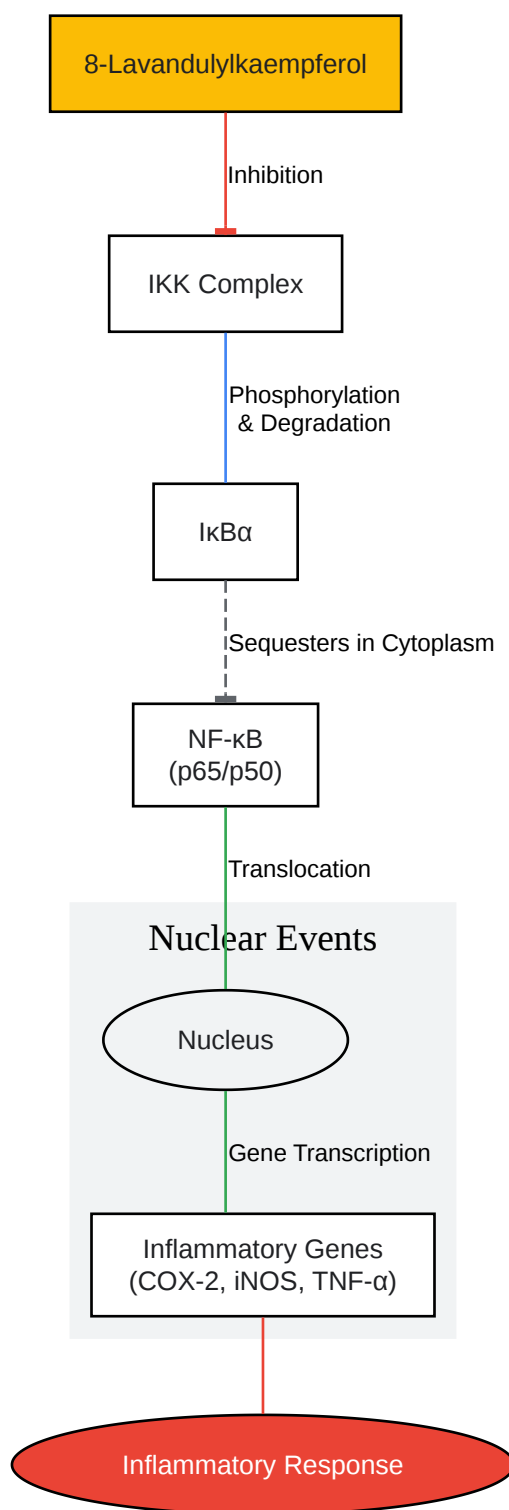 8-Lavandulylkaempferol
Inhibition
IKK Complex
Phosphorylation
& Degradation
IκBα
Sequesters in Cytoplasm
NF-κB
(p65/p50)
Translocation
Nuclear Events
Nucleus
Gene Transcription
Inflammatory Genes
(COX-2, iNOS, TNF-α)
Inflammatory Response